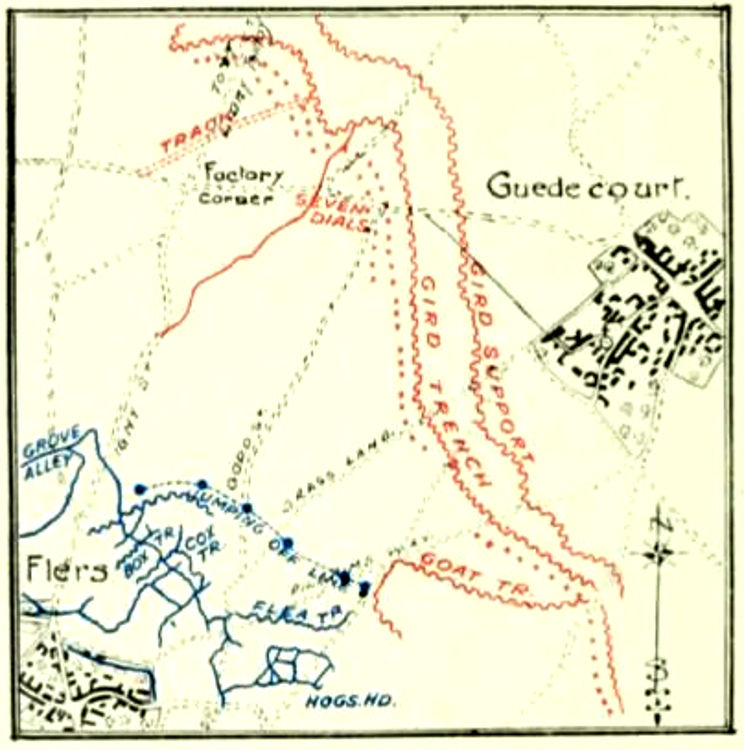 TRACK
Factory
Corner
SEVEN
DIALS
Guedecourt.
GIRD TRENCH
GIRD SUPPORT
GROVE
ALLEY
JUMPING OFF LINE
GRASS LANE
BOX TR.
COX
TR.
Flers
FLEA TR.
GOAT TR.
HOGS.HD.
N
S